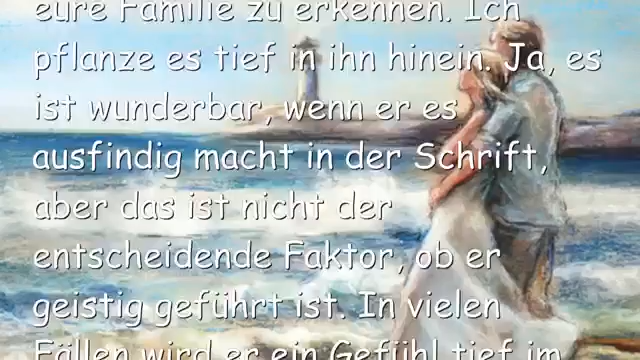 eure Familie zu erkennen. Ich
pflanze es tief in ihn hinein. Ja, es
ist wunderbar, wenn er es
ausfindig macht in der Schrift,
aber das ist nicht der
entscheidende Faktor, ob er
geistig geführt ist. In vielen
Fällen wird er ein Gefühl tief im